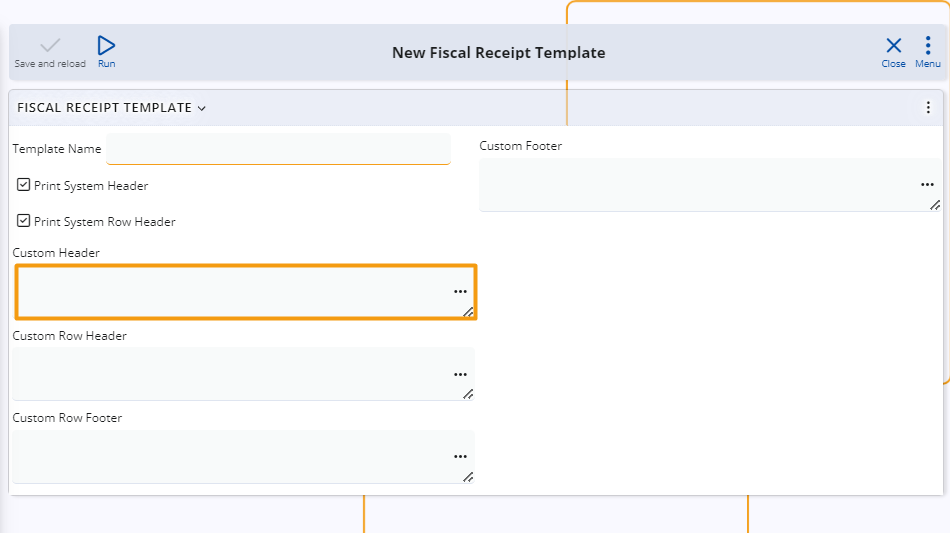 Save and reload
Run
New Fiscal Receipt Template
Close
Menu
FISCAL RECEIPT TEMPLATE
Template Name
Print System Header
Print System Row Header
Custom Header
Custom Row Header
Custom Row Footer
Custom Footer